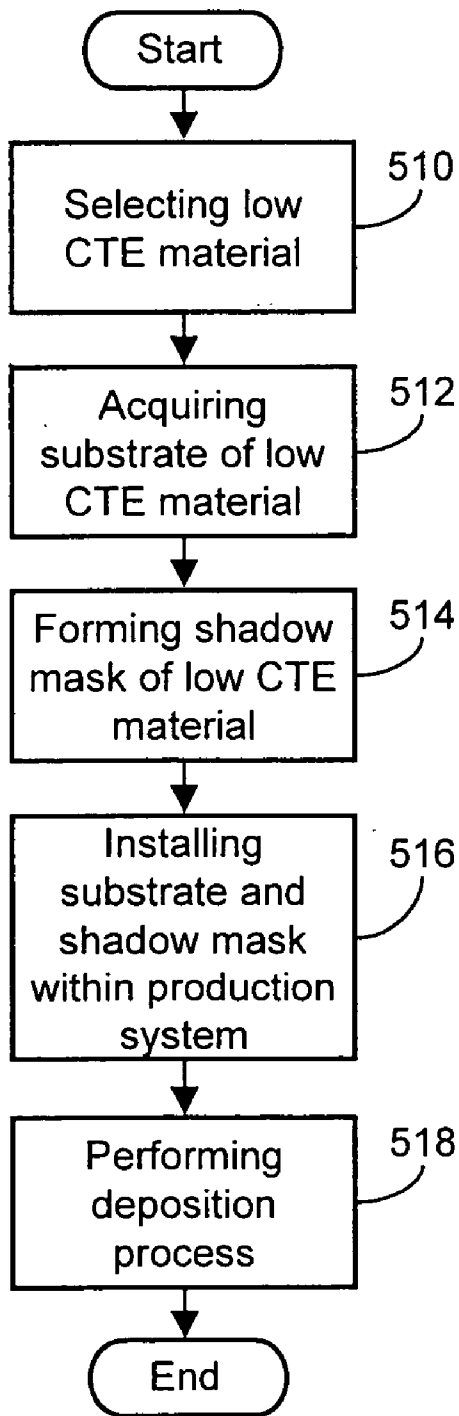 Start
510
Selecting low
CTE material
512
Acquiring
substrate of low
CTE material
514
Forming shadow
mask of low CTE
material
516
Installing
substrate and
shadow mask
within production
system
518
Performing
deposition
process
End